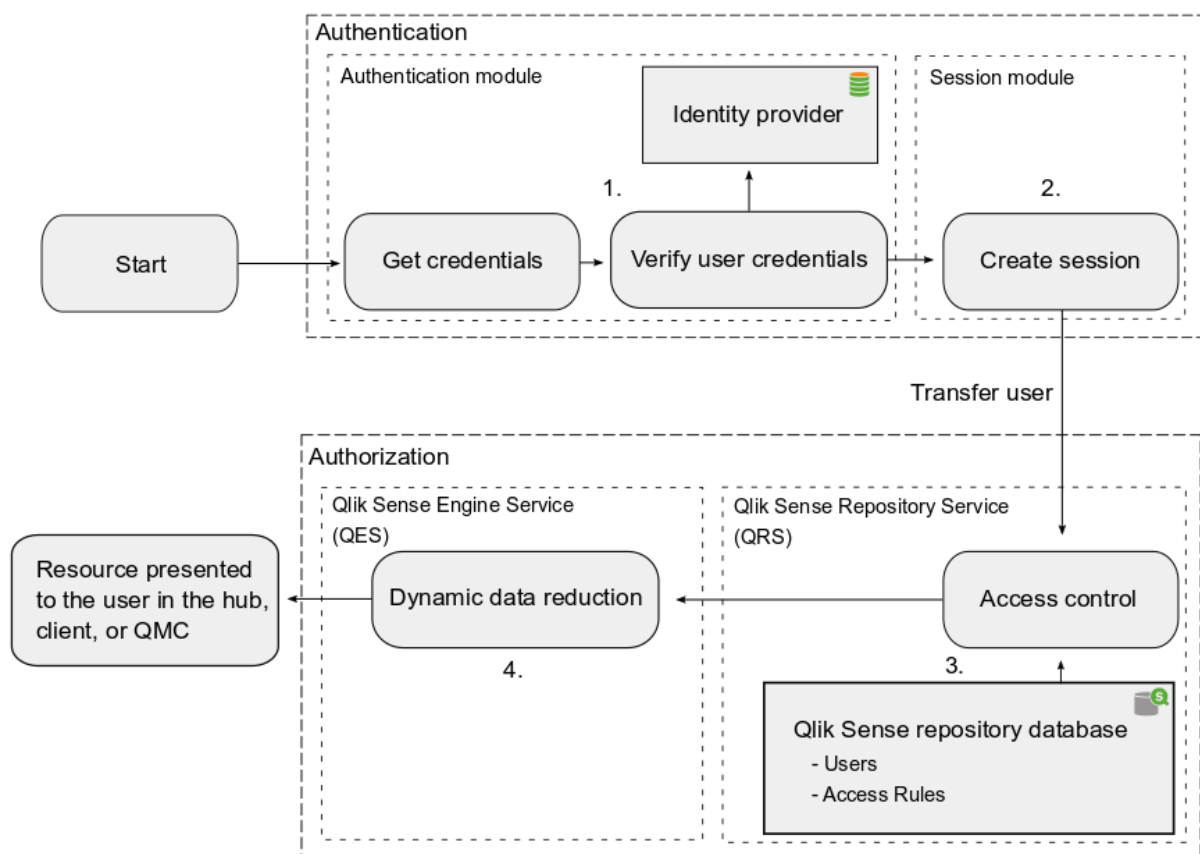 Authentication
Authentication module
Session module
Identity provider
1.
2.
Start
Get credentials
Verify user credentials
Create session
Transfer user
Authorization
Qlik Sense Engine Service
(QES)
Qlik Sense Repository Service
(QRS)
Resource presented
to the user in the hub,
client, or QMC
Dynamic data reduction
Access control
4.
3.
S
Qlik Sense repository database
- Users
- Access Rules